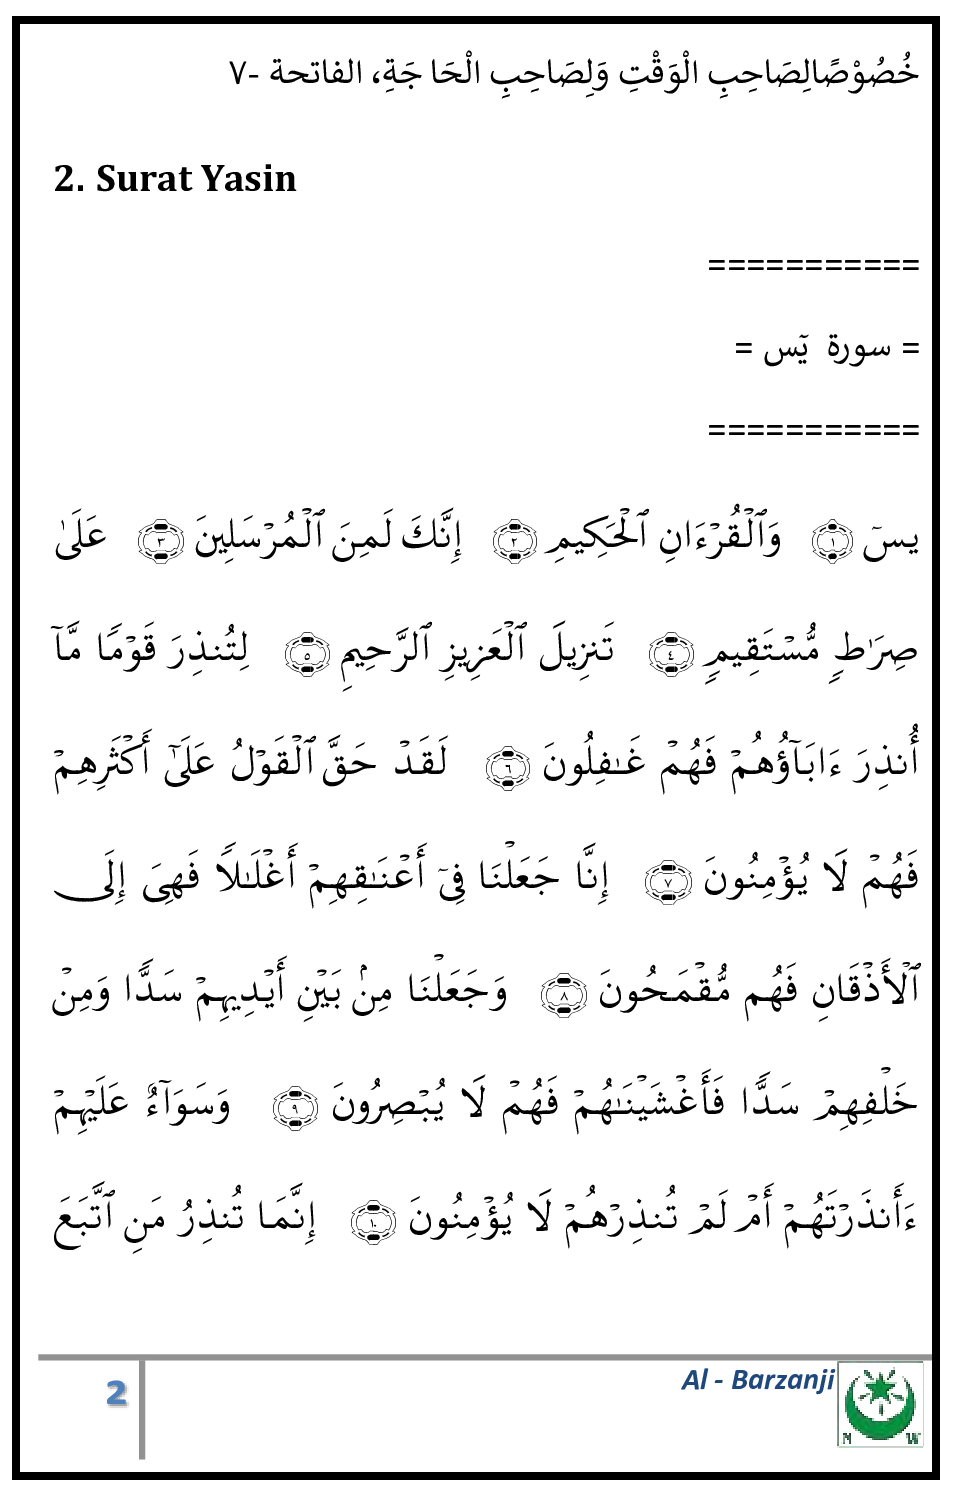 خُصُوْصًالِصَاحِبِ الْوَقْتِ وَلِصَاحِبِ الْحَا جَةِ، الفاتحة -٧
2. Surat Yasin
===========
= سورة يٓس =
===========
يسٓ ١ وَٱلْقُرْءَانِ ٱلْحَكِيمِ ٢ إِنَّكَ لَمِنَ ٱلْمُرْسَلِينَ ٣ عَلَىٰ
صِرَٰطٍ مُّسْتَقِيمٍ ٤ تَنزِيلَ ٱلْعَزِيزِ ٱلرَّحِيمِ ٥ لِتُنذِرَ قَوْمًا مَّآ
أُنذِرَ ءَابَآؤُهُمْ فَهُمْ غَٰفِلُونَ ٦ لَقَدْ حَقَّ ٱلْقَوْلُ عَلَىٰٓ أَكْثَرِهِمْ
فَهُمْ لَا يُؤْمِنُونَ ٧ إِنَّا جَعَلْنَا فِىٓ أَعْنَٰقِهِمْ أَغْلَٰلًا فَهِىَ إِلَى
ٱلْأَذْقَانِ فَهُم مُّقْمَحُونَ ٨ وَجَعَلْنَا مِنۢ بَيْنِ أَيْدِيهِمْ سَدًّا وَمِنْ
خَلْفِهِمْ سَدًّا فَأَغْشَيْنَٰهُمْ فَهُمْ لَا يُبْصِرُونَ ٩ وَسَوَآءٌ عَلَيْهِمْ
ءَأَنذَرْتَهُمْ أَمْ لَمْ تُنذِرْهُمْ لَا يُؤْمِنُونَ ١٠ إِنَّمَا تُنذِرُ مَنِ ٱتَّبَعَ
2
Al - Barzanji
N W